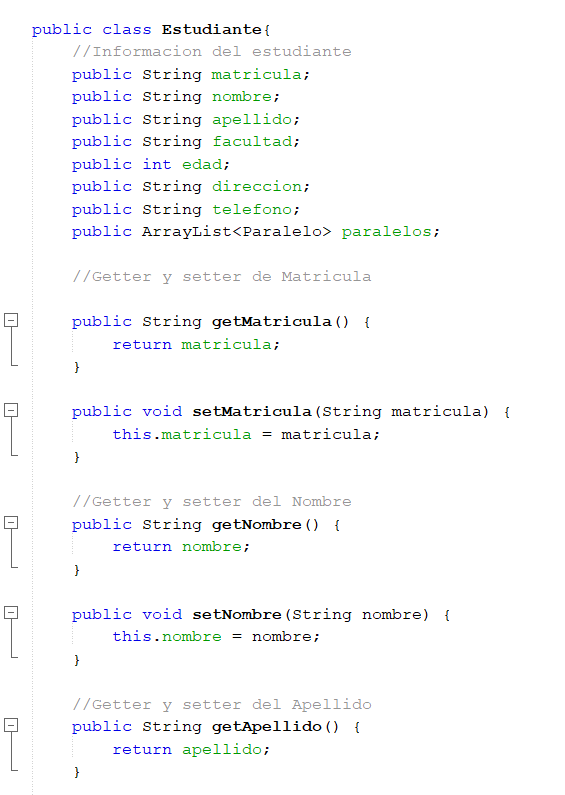 public class Estudiante{
//Informacion del estudiante
public String matricula;
public String nombre;
public String apellido;
public String facultad;
public int edad;
public String direccion;
public String telefono;
public ArrayList<Paralelo> paralelos;
//Getter y setter de Matricula
public String getMatricula() {
return matricula;
}
public void setMatricula(String matricula) {
this.matricula = matricula;
}
//Getter y setter del Nombre
public String getNombre() {
return nombre;
}
public void setNombre(String nombre) {
this.nombre = nombre;
}
//Getter y setter del Apellido
public String getApellido() {
return apellido;
}